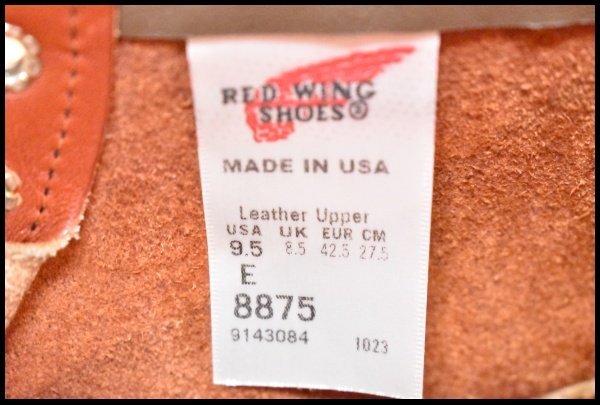 RED WING
SHOES®
MADE IN USA
Leather Upper
USA UK EUR CM
9.5 8.5 42.5 27.5
E
8875
9143084 1023